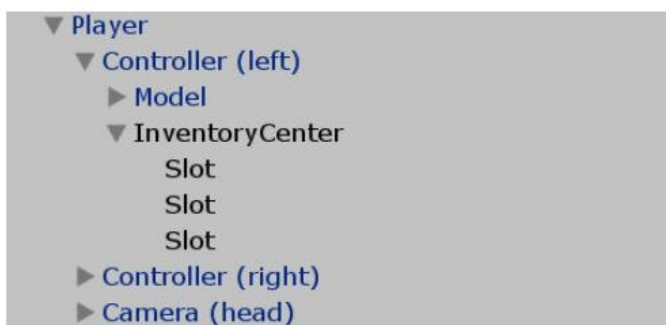 Player
Controller (left)
Model
InventoryCenter
Slot
Slot
Slot
Controller (right)
Camera (head)